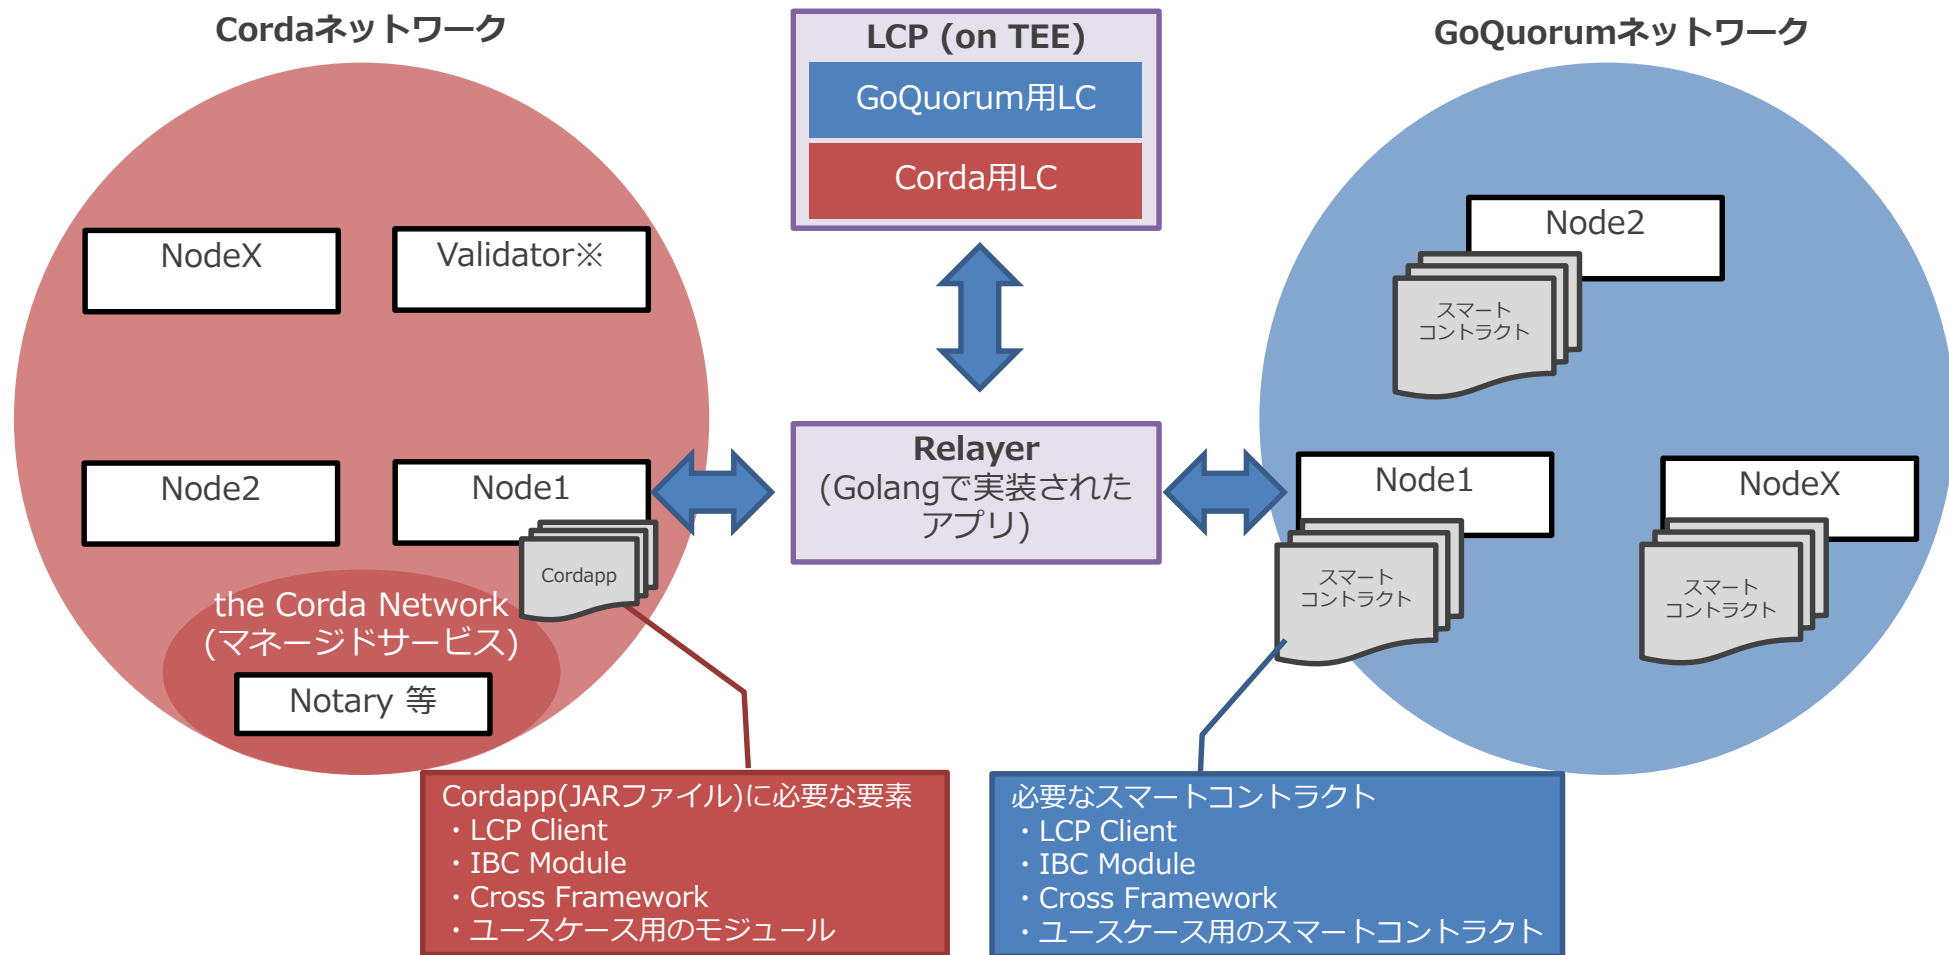 Cordaネットワーク
LCP (on TEE)
GoQuorum用LC
Corda用LC
GoQuorumネットワーク
NodeX
Validator※
Node2
Node1
Cordapp
the Corda Network
(マネージドサービス)
Notary 等
Relayer
(Golangで実装された
アプリ)
Node2
スマート
コントラクト
Node1
スマート
コントラクト
NodeX
スマート
コントラクト
Cordapp(JARファイル)に必要な要素
・LCP Client
・IBC Module
・Cross Framework
・ユースケース用のモジュール
必要なスマートコントラクト
・LCP Client
・IBC Module
・Cross Framework
・ユースケース用のスマートコントラクト